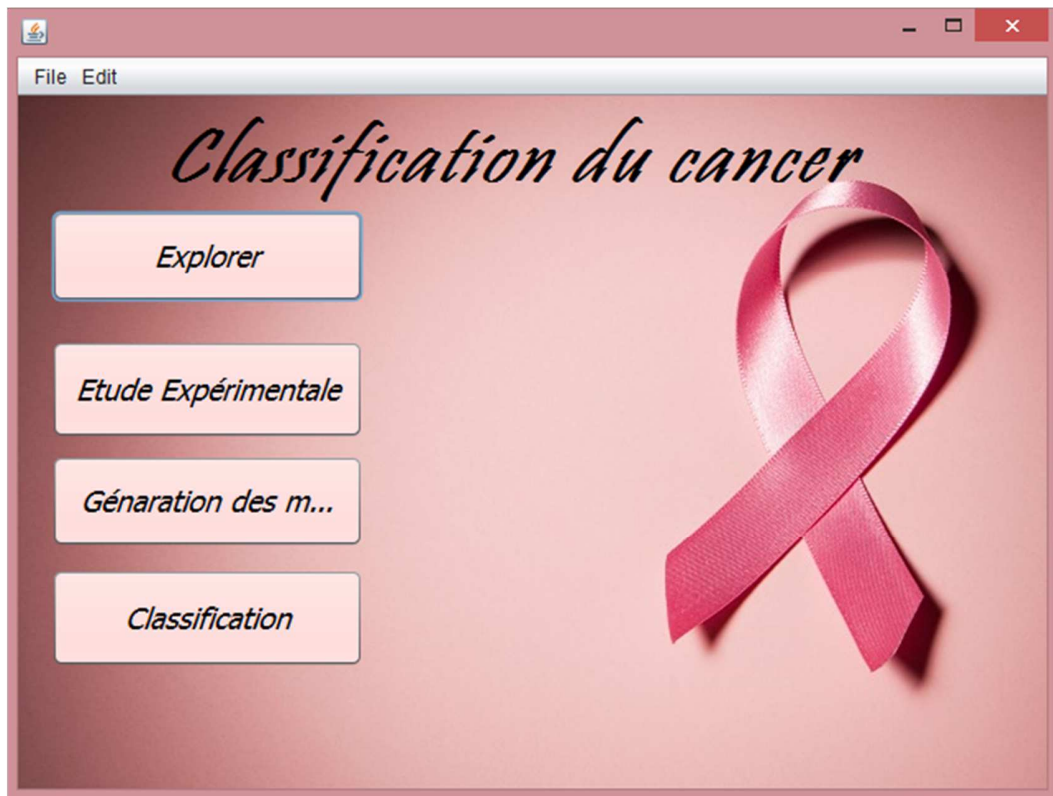 File Edit
Classification du cancer
Explorer
Etude Expérimentale
Génaration des m...
Classification